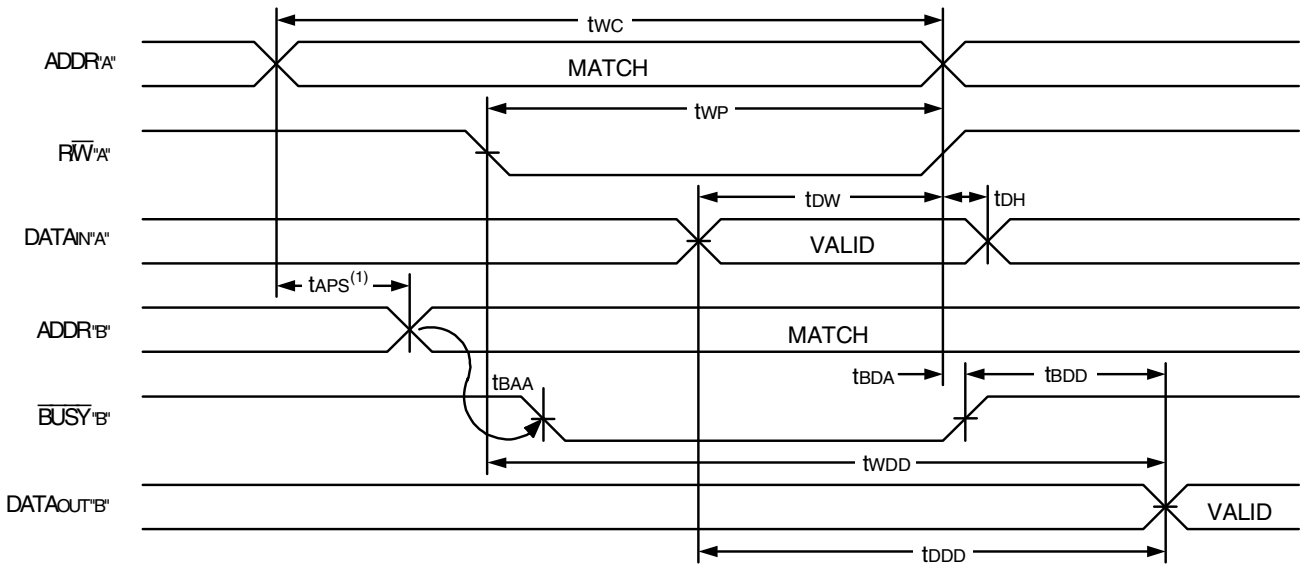 tWC
ADDR"A"
MATCH
tWP
R/W"A"
tDW
tDH
DATAIN"A"
VALID
tAPS(1)
ADDR"B"
MATCH
tBAA
tBDA
tBDD
BUSY"B"
tWDD
DATAOUT"B"
VALID
tDDD